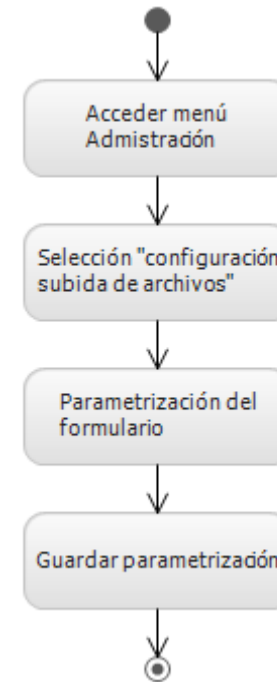 Acceder menú
Admistración
Selección "configuración
subida de archivos"
Parametrización del
formulario
Guardar parametrización